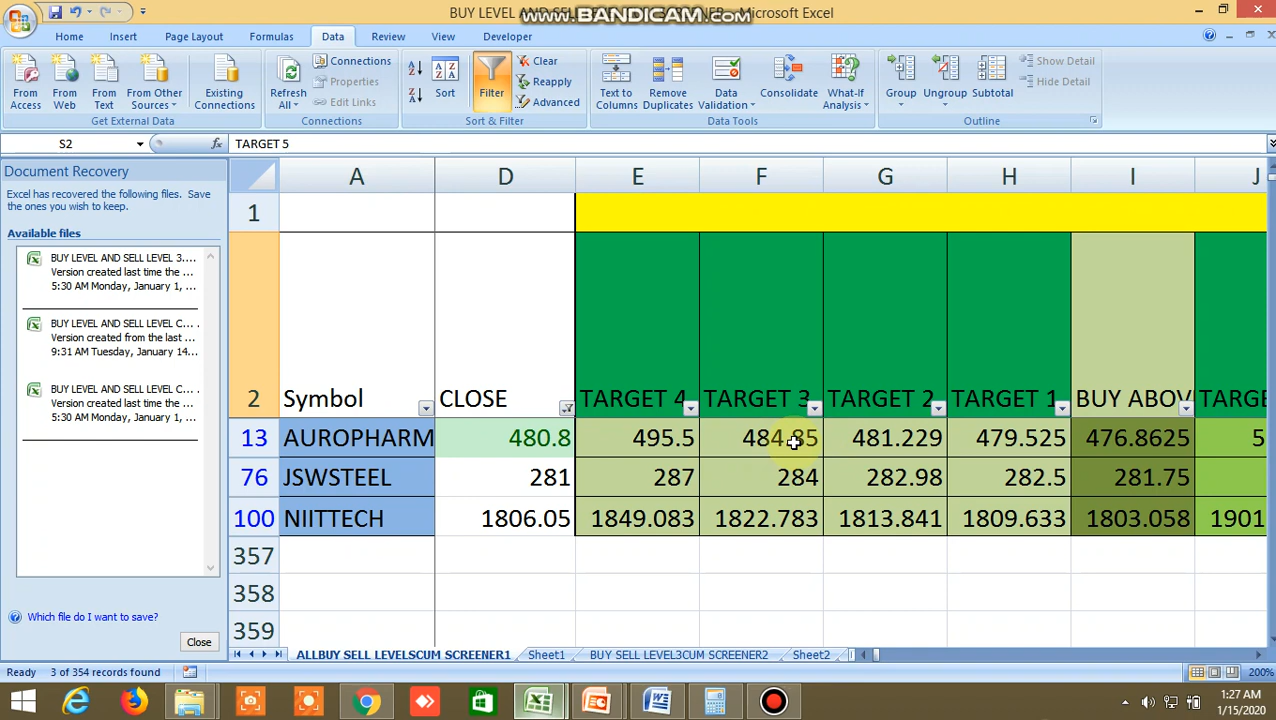 BUY LEVEL AND SELL
www.BANDICAM.com
- Microsoft Excel
Home Insert Page Layout Formulas Data Review View Developer
From Access
From Web
From Text
From Other Sources
Existing Connections
Get External Data
Refresh All
Connections
Properties
Edit Links
Connections
Sort
Filter
Clear
Reapply
Advanced
Sort & Filter
Text to Columns
Remove Duplicates
Data Validation
Consolidate
What-If Analysis
Data Tools
Group
Ungroup
Subtotal
Show Detail
Hide Detail
Outline
S2 fx TARGET 5
Document Recovery
Excel has recovered the following files. Save the ones you wish to keep.
Available files
BUY LEVEL AND SELL LEVEL 3....
Version created last time the ...
5:30 AM Monday, January 1, ...
BUY LEVEL AND SELL LEVEL C... .
Version created from the last ...
9:31 AM Tuesday, January 14...
BUY LEVEL AND SELL LEVEL C... .
Version created last time the ...
5:30 AM Monday, January 1, ...
Which file do I want to save?
Close
A D E F G H I J
1
2 Symbol CLOSE TARGET 4 TARGET 3 TARGET 2 TARGET 1 BUY ABOV TARGE
13 AUROPHARM 480.8 495.5 484.85 481.229 479.525 476.8625 5
76 JSWSTEEL 281 287 284 282.98 282.5 281.75
100 NIITTECH 1806.05 1849.083 1822.783 1813.841 1809.633 1803.058 1901
357
358
359
ALLBUY SELL LEVELSCUM SCREENER1 Sheet1 BUY SELL LEVEL3CUM SCREENER2 Sheet2
Ready 3 of 354 records found 200%
1:27 AM
1/15/2020